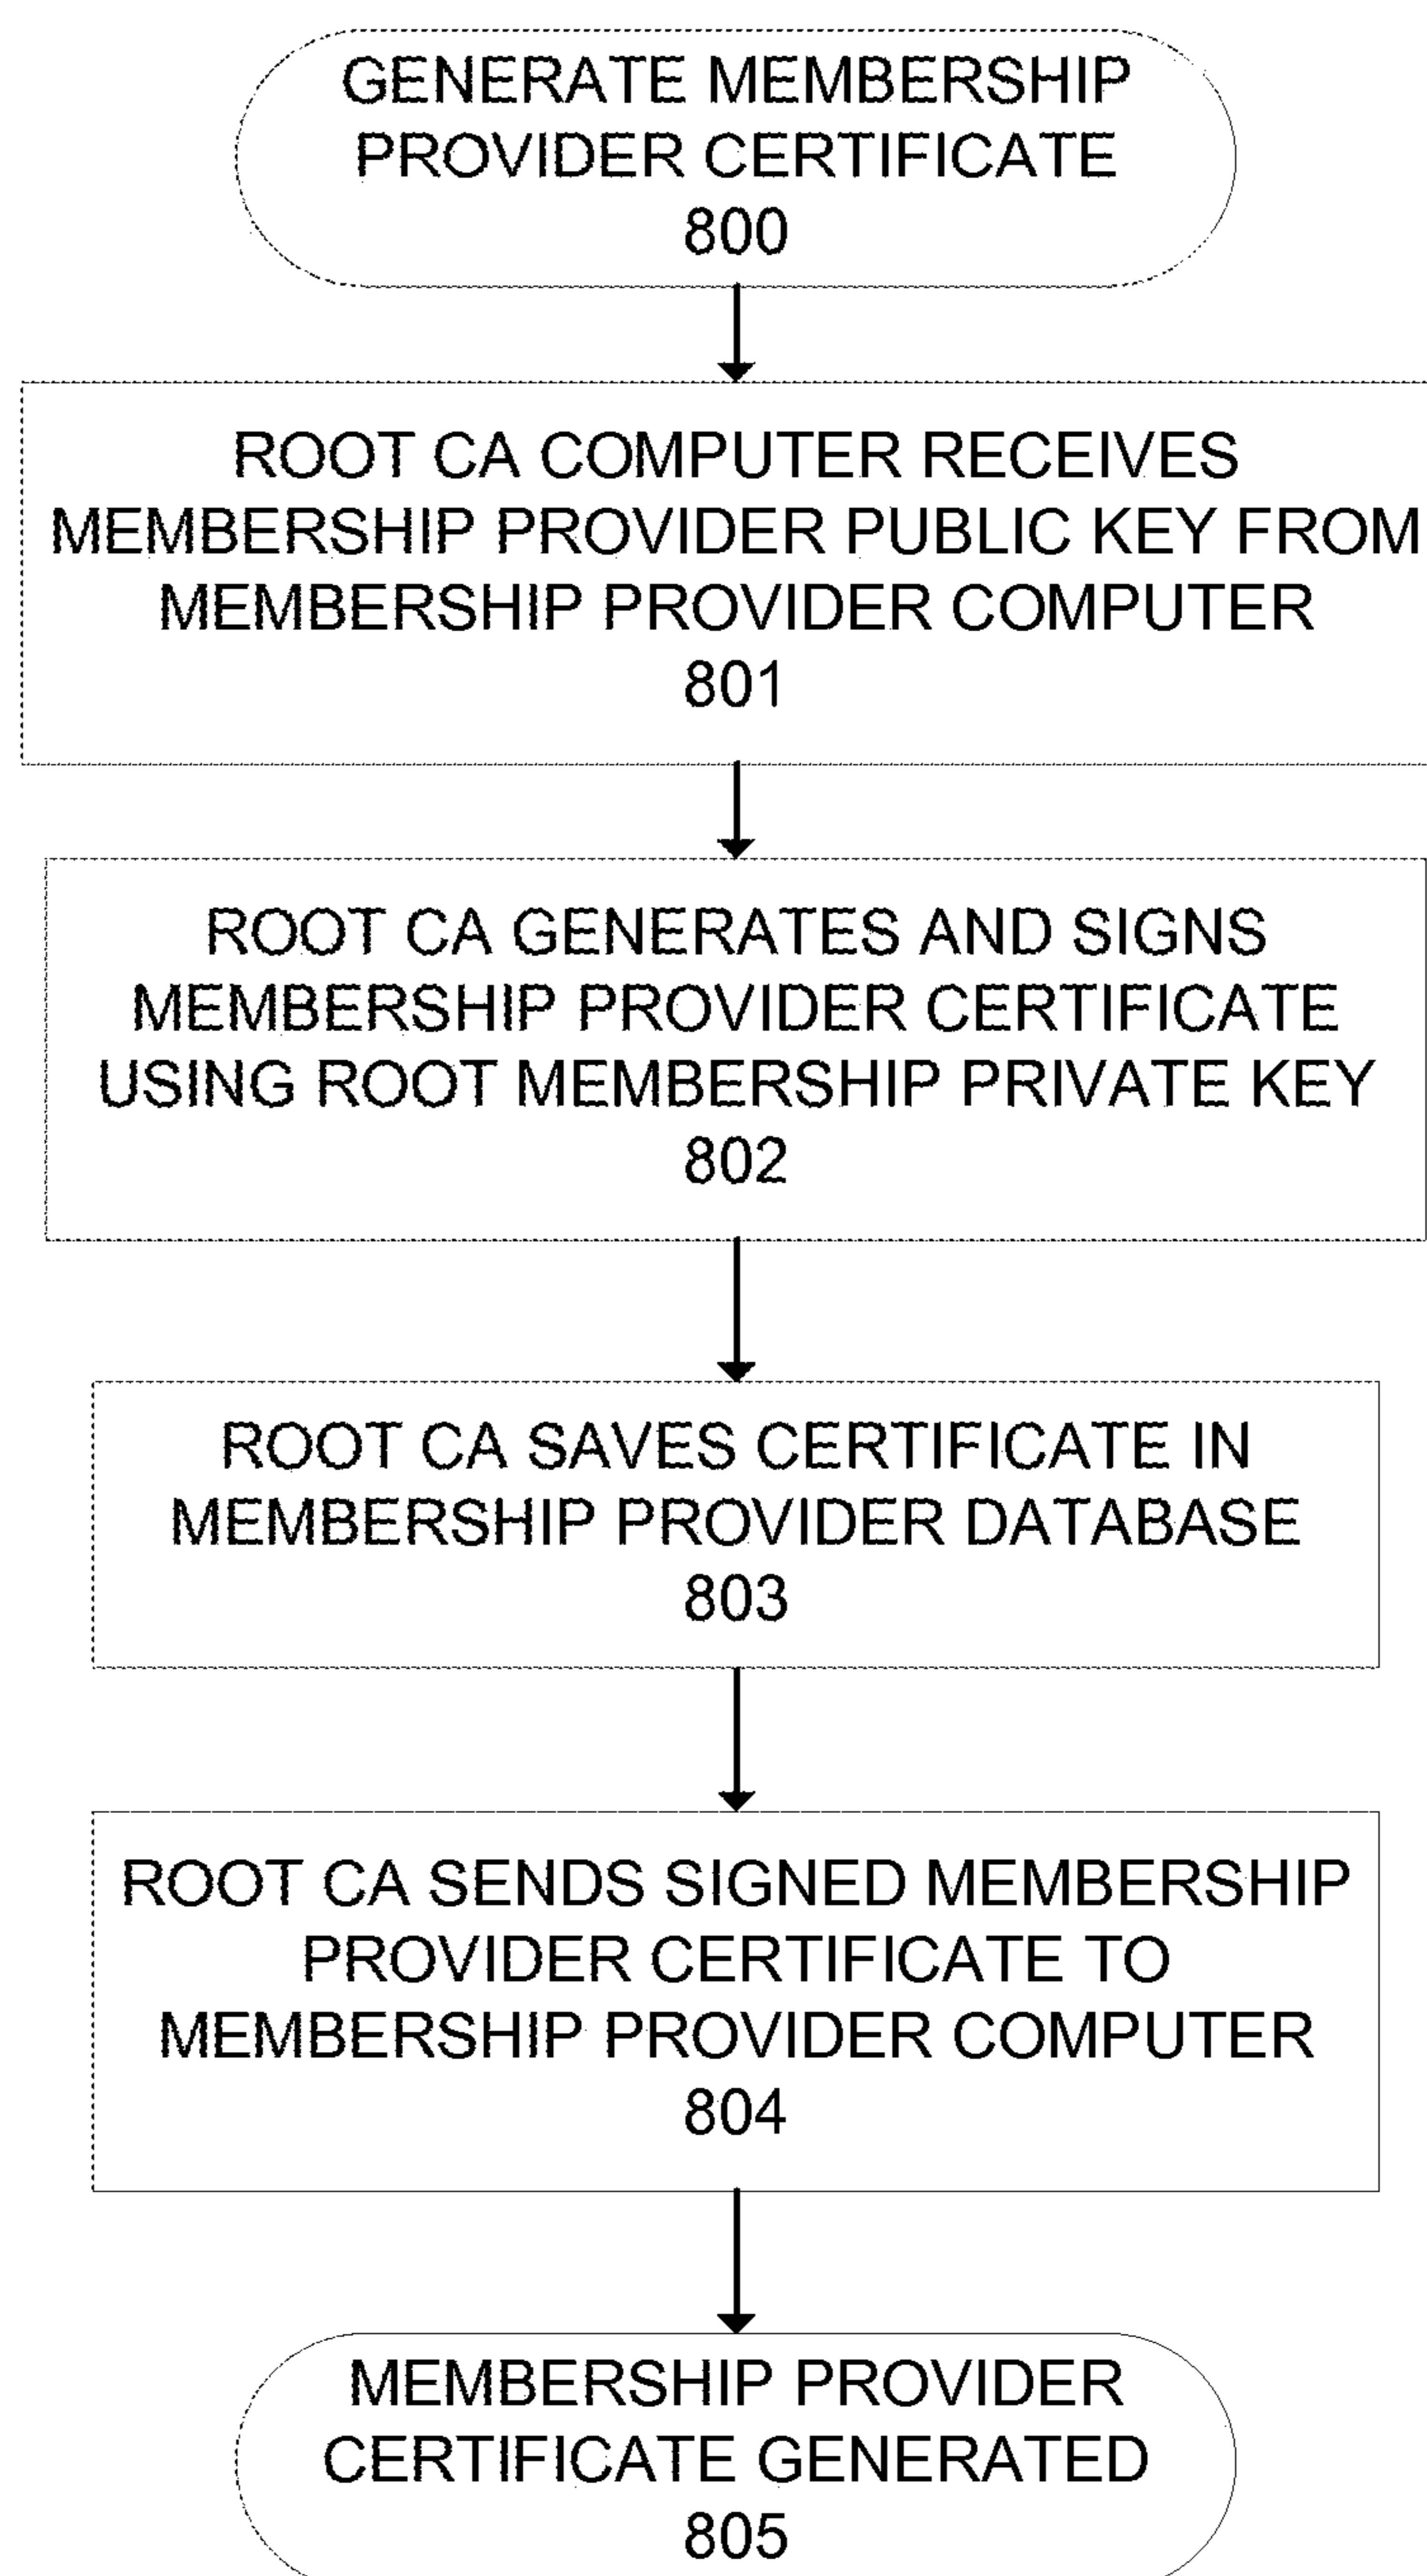 GENERATE MEMBERSHIP
PROVIDER CERTIFICATE
800
ROOT CA COMPUTER RECEIVES
MEMBERSHIP PROVIDER PUBLIC KEY FROM
MEMBERSHIP PROVIDER COMPUTER
801
ROOT CA GENERATES AND SIGNS
MEMBERSHIP PROVIDER CERTIFICATE
USING ROOT MEMBERSHIP PRIVATE KEY
802
ROOT CA SAVES CERTIFICATE IN
MEMBERSHIP PROVIDER DATABASE
803
ROOT CA SENDS SIGNED MEMBERSHIP
PROVIDER CERTIFICATE TO
MEMBERSHIP PROVIDER COMPUTER
804
MEMBERSHIP PROVIDER
CERTIFICATE GENERATED
805